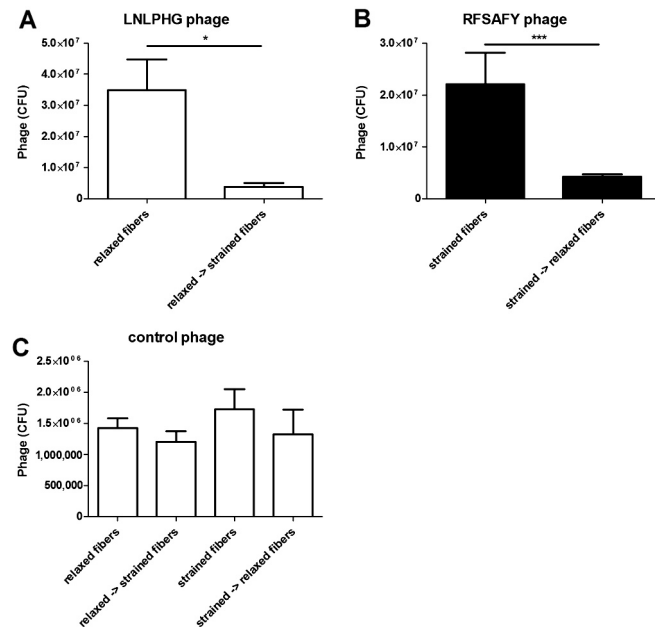 A
LNLPHG phage
*
Phage (CFU)
5.0×10⁷
4.0×10⁷
3.0×10⁷
2.0×10⁷
1.0×10⁷
0
relaxed fibers
relaxed -> strained fibers
B
RFSAFY phage
***
Phage (CFU)
3.0×10⁷
2.0×10⁷
1.0×10⁷
0
strained fibers
strained -> relaxed fibers
C
control phage
Phage (CFU)
2.5×10⁰⁶
2.0×10⁰⁶
1.5×10⁰⁶
1,000,000
500,000
0
relaxed fibers
relaxed -> strained fibers
strained fibers
strained -> relaxed fibers